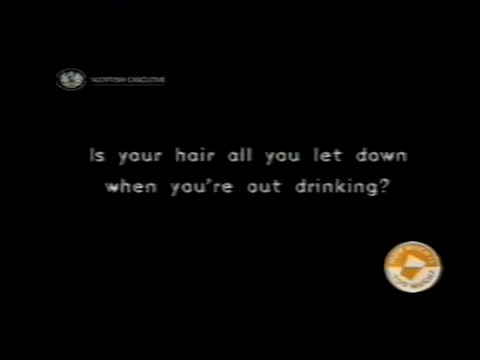 SCOTTISH EXECUTIVE
Is your hair all you let down
when you're out drinking?